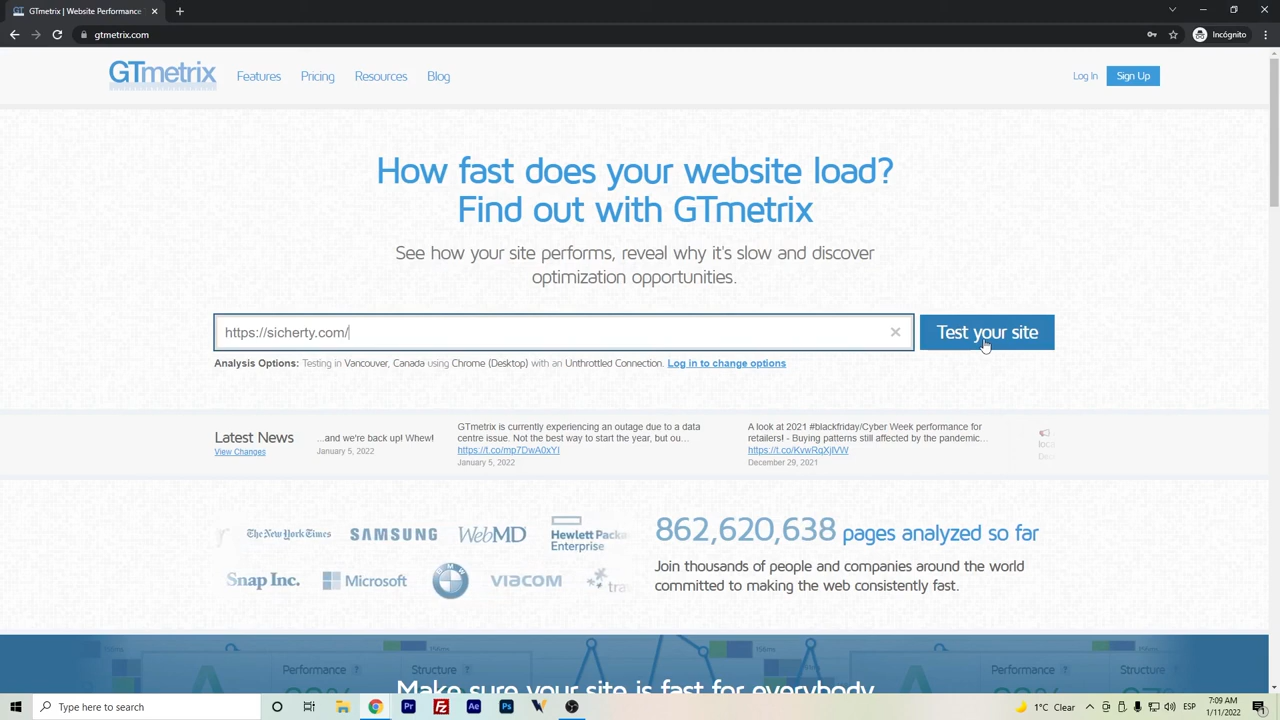 GTmetrix | Website Performance
gtmetrix.com
Incógnito
GTmetrix
Features
Pricing
Resources
Blog
Log In
Sign Up
How fast does your website load?
Find out with GTmetrix
See how your site performs, reveal why it's slow and discover
optimization opportunities.
https://sicherty.com/
Test your site
Analysis Options: Testing in Vancouver, Canada using Chrome (Desktop) with an Unthrottled Connection. Log in to change options
Latest News
View Changes
...and we're back up! Whew!
January 5, 2022
GTmetrix is currently experiencing an outage due to a data
centre issue. Not the best way to start the year, but ou...
https://t.co/mp7DwA0xYI
January 5, 2022
A look at 2021 #blackfriday/Cyber Week performance for
retailers! - Buying patterns still affected by the pandemic...
https://t.co/KvwRqXjIVW
December 29, 2021
The New York Times
SAMSUNG
WebMD
Hewlett Packa
Enterprise
Snap Inc.
Microsoft
BMW
VIACOM
tra
862,620,638 pages analyzed so far
Join thousands of people and companies around the world
committed to making the web consistently fast.
Performance ?
Structure ?
Performance ?
Structure ?
Make sure your site is fast for everybody
Type here to search
Pr
Fz
Ae
Ps
1°C Clear
ESP
7:09 AM
1/11/2022